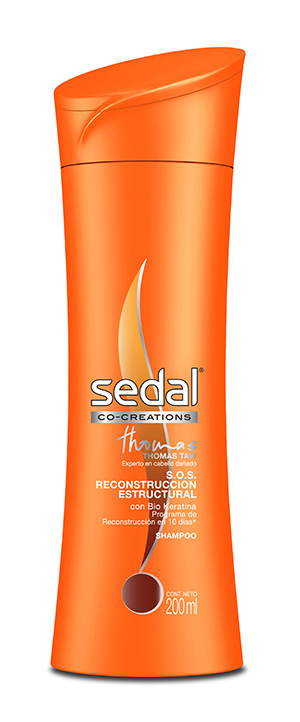 sedal®
CO-CREATIONS
thomas
THOMAS TAW
Experto en cabello dañado
S.O.S.
RECONSTRUCCION
ESTRUCTURAL
con Bio Keratina
Programa de
Reconstrucción en 10 días*
SHAMPOO
CONT. NETO
200ml